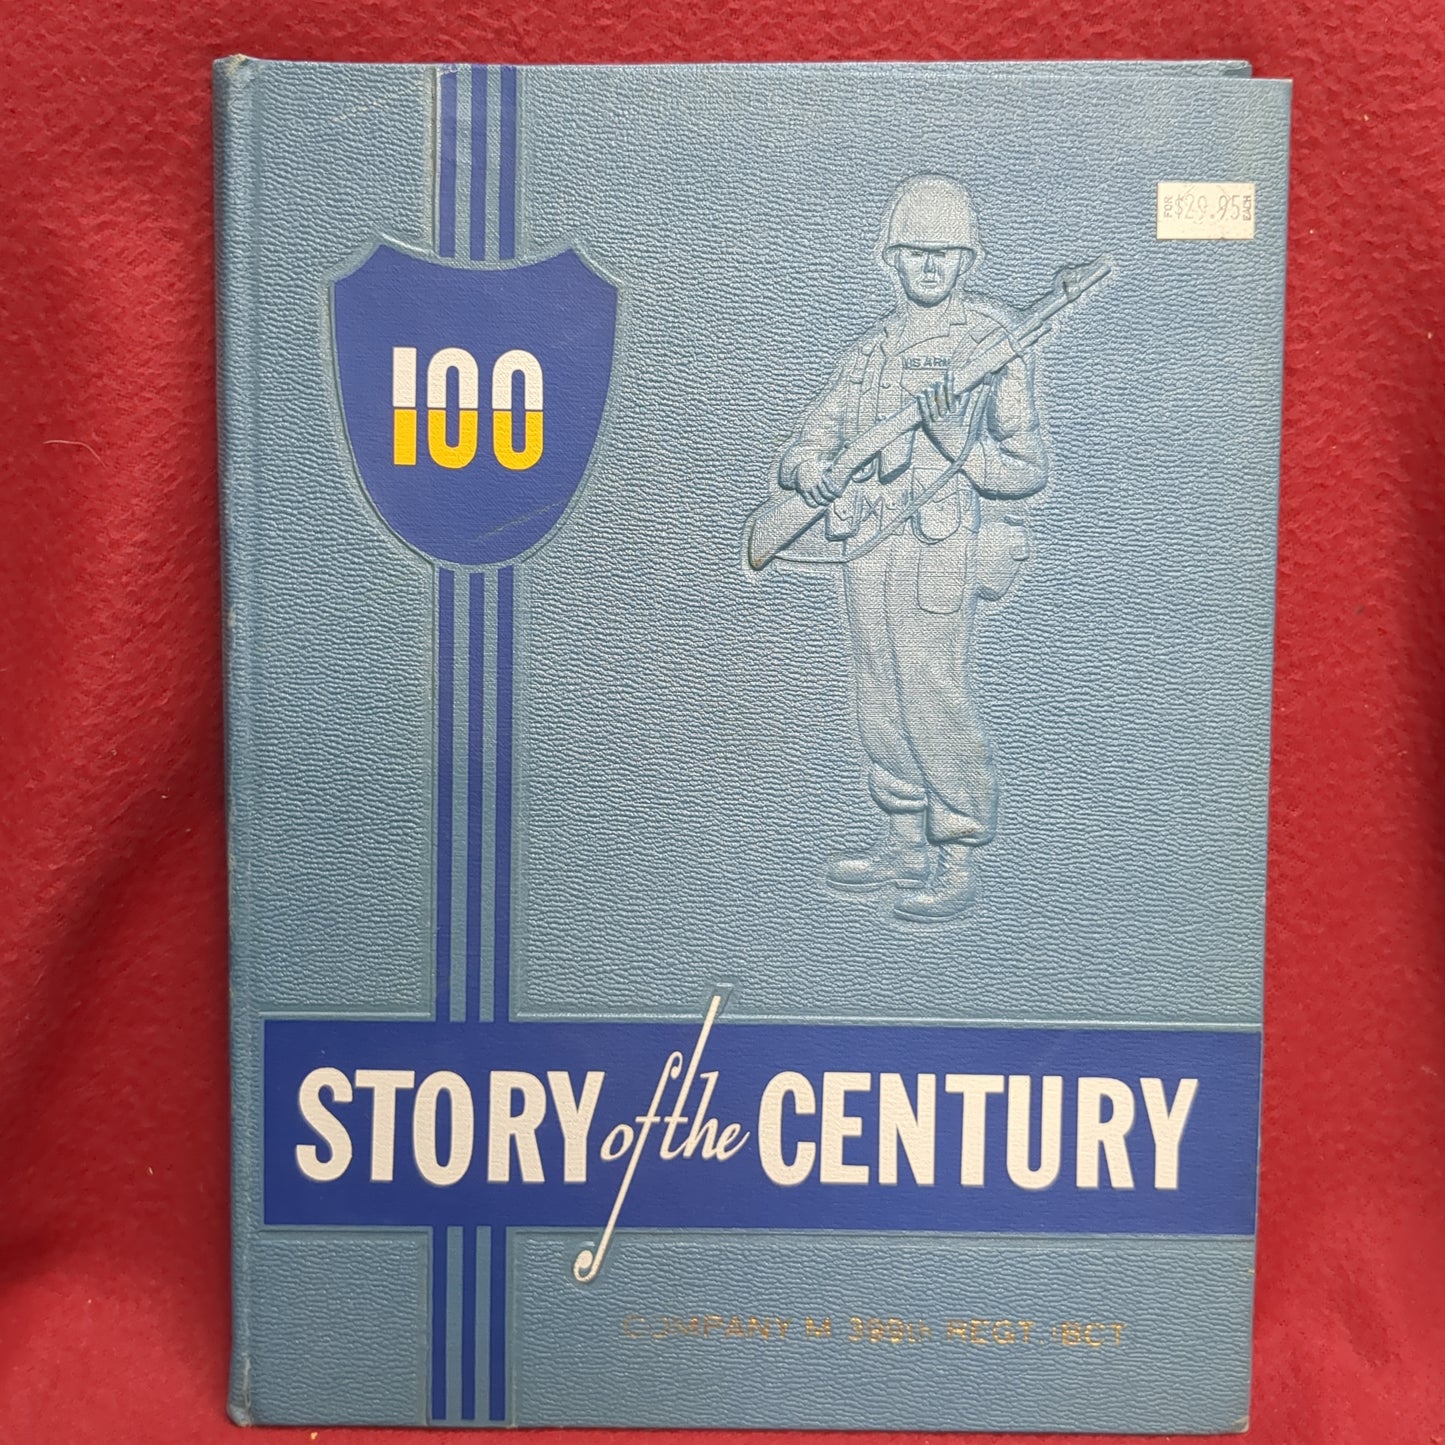 FOR $29.95 EACH
100
US ARMY
STORY of the CENTURY
COMPANY M 399th REGT. BCT